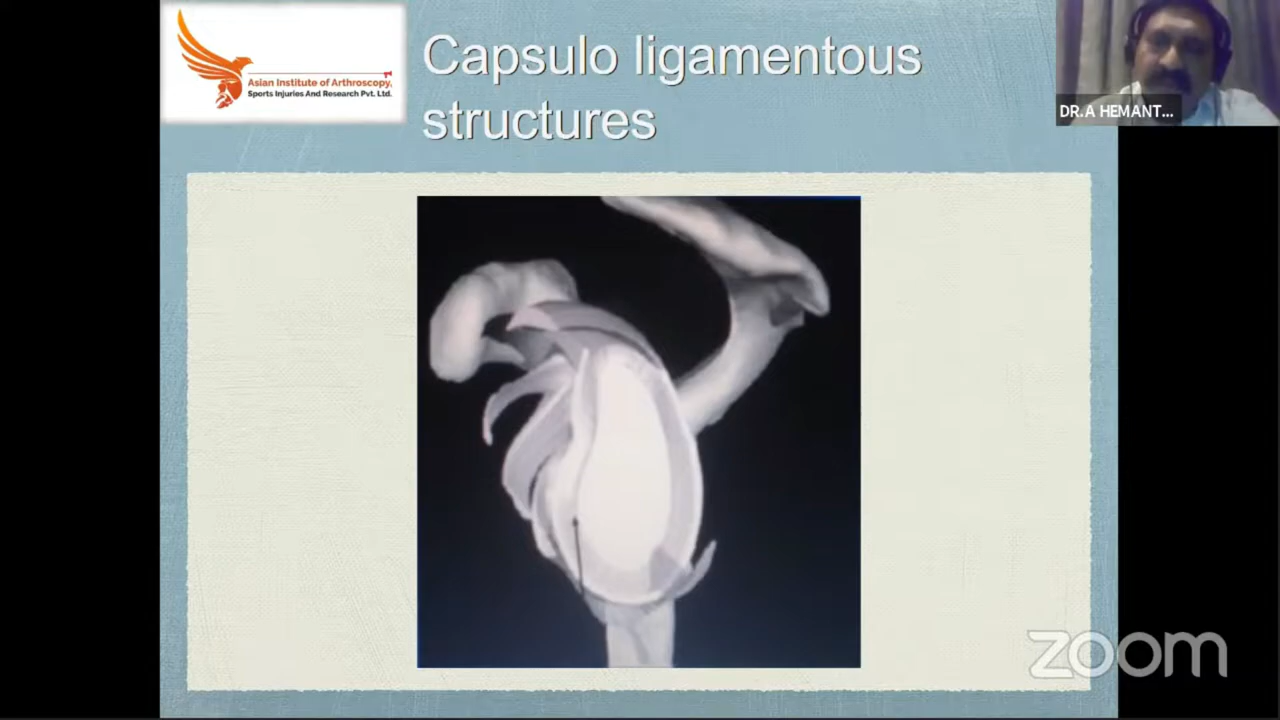 Capsulo ligamentous
structures
Asian Institute of Arthroscopy,
Sports Injuries And Research Pvt. Ltd.
DR.A HEMANT...
zoom